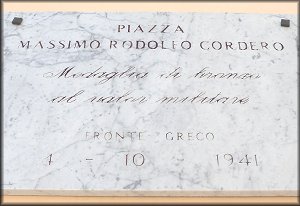 PIAZZA
MASSIMO RODOLFO CORDERO
Medaglia di bronzo
al valor militare
FRONTE GRECO
4 - 10 1941